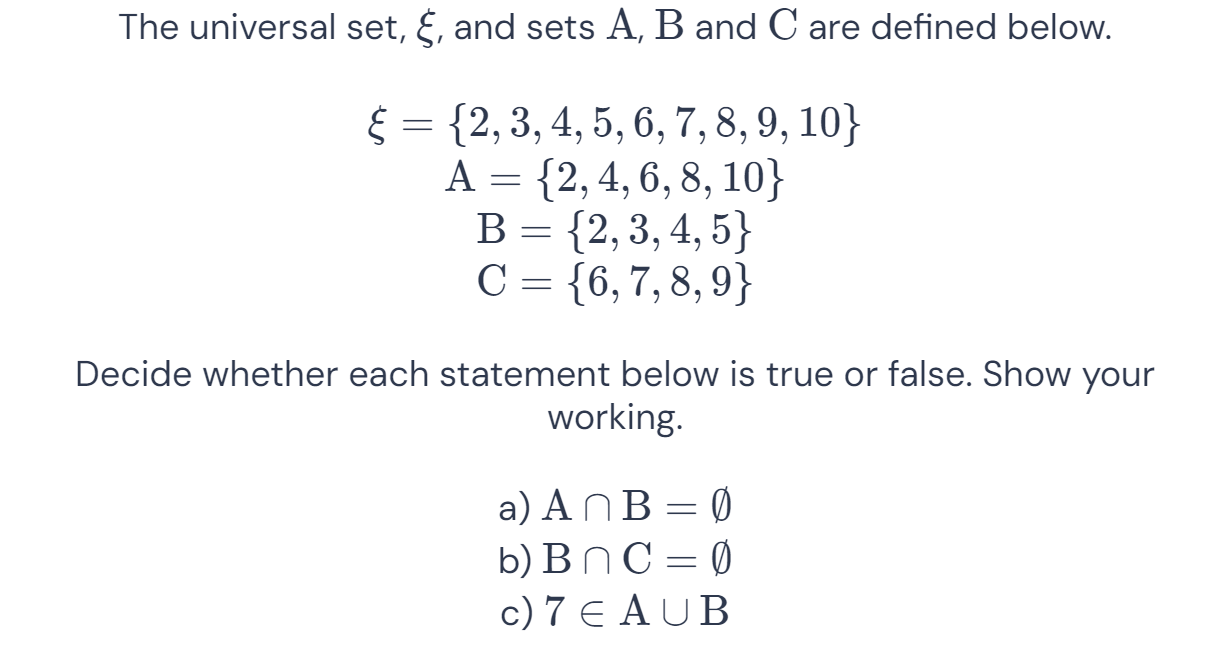 The universal set, ξ, and sets A, B and C are defined below.
ξ = {2, 3, 4, 5, 6, 7, 8, 9, 10}
A = {2, 4, 6, 8, 10}
B = {2, 3, 4, 5}
C = {6, 7, 8, 9}
Decide whether each statement below is true or false. Show your
working.
a) A ∩ B = ∅
b) B ∩ C = ∅
c) 7 ∈ A ∪ B